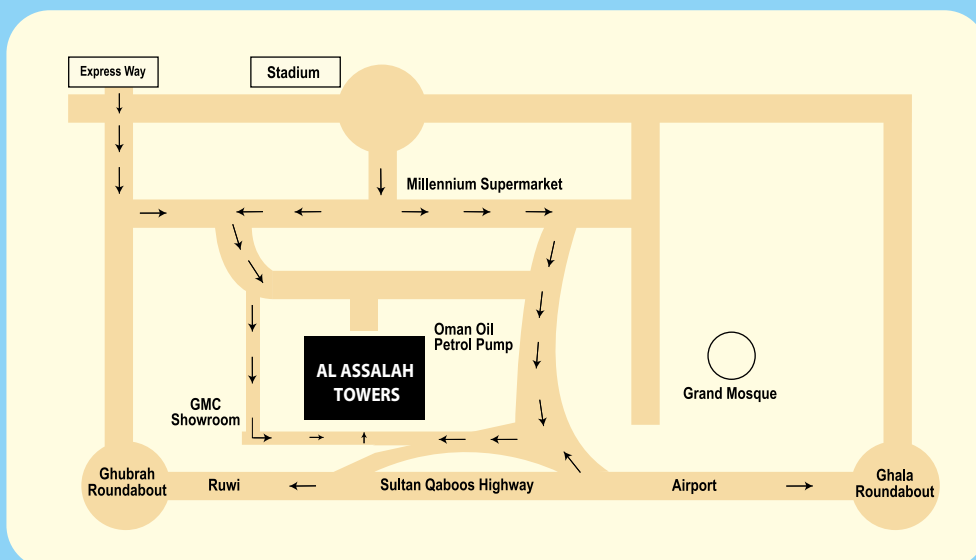 Express Way
Stadium
Millennium Supermarket
Oman Oil
Petrol Pump
AL ASSALAH
TOWERS
Grand Mosque
GMC
Showroom
Ghubrah
Roundabout
Ruwi
Sultan Qaboos Highway
Airport
Ghala
Roundabout